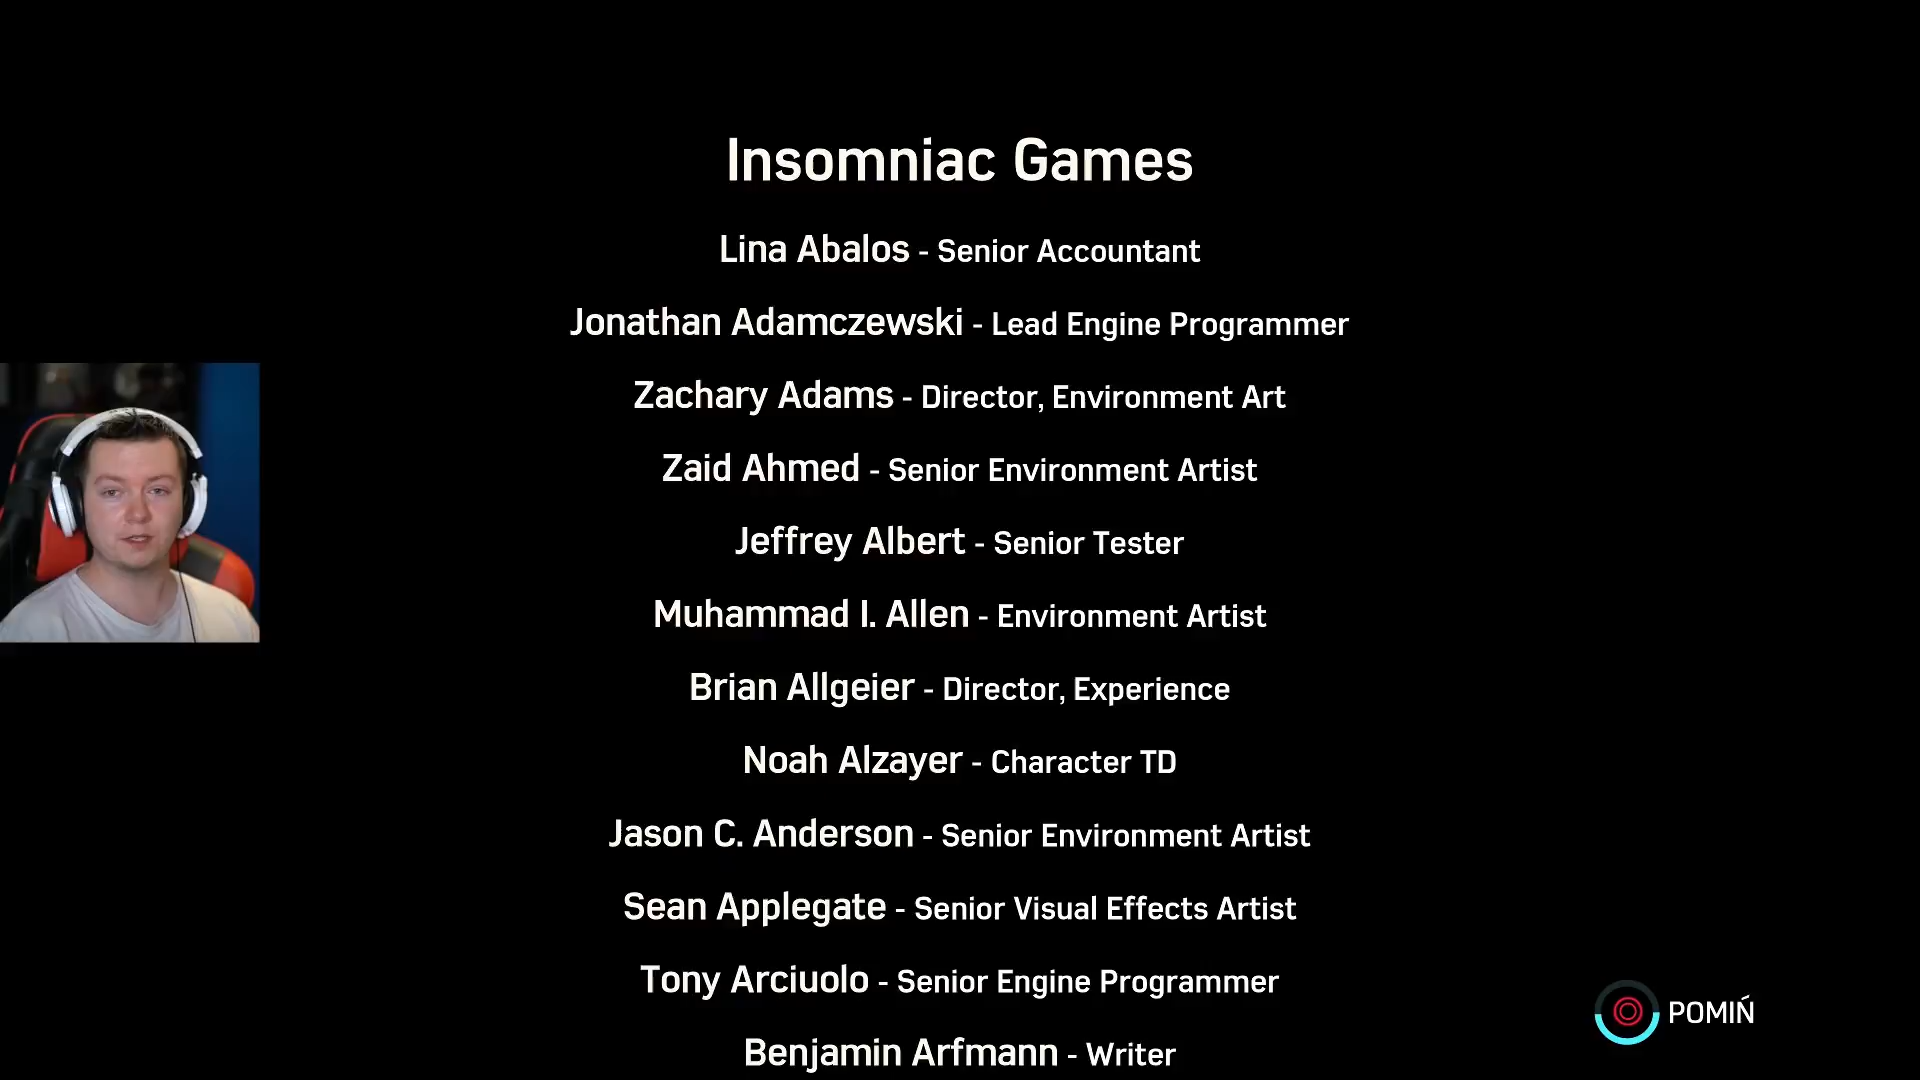 Insomniac Games
Lina Abalos - Senior Accountant
Jonathan Adamczewski - Lead Engine Programmer
Zachary Adams - Director, Environment Art
Zaid Ahmed - Senior Environment Artist
Jeffrey Albert - Senior Tester
Muhammad I. Allen - Environment Artist
Brian Allgeier - Director, Experience
Noah Alzayer - Character TD
Jason C. Anderson - Senior Environment Artist
Sean Applegate - Senior Visual Effects Artist
Tony Arciuolo - Senior Engine Programmer
POMIŃ
Benjamin Arfmann - Writer